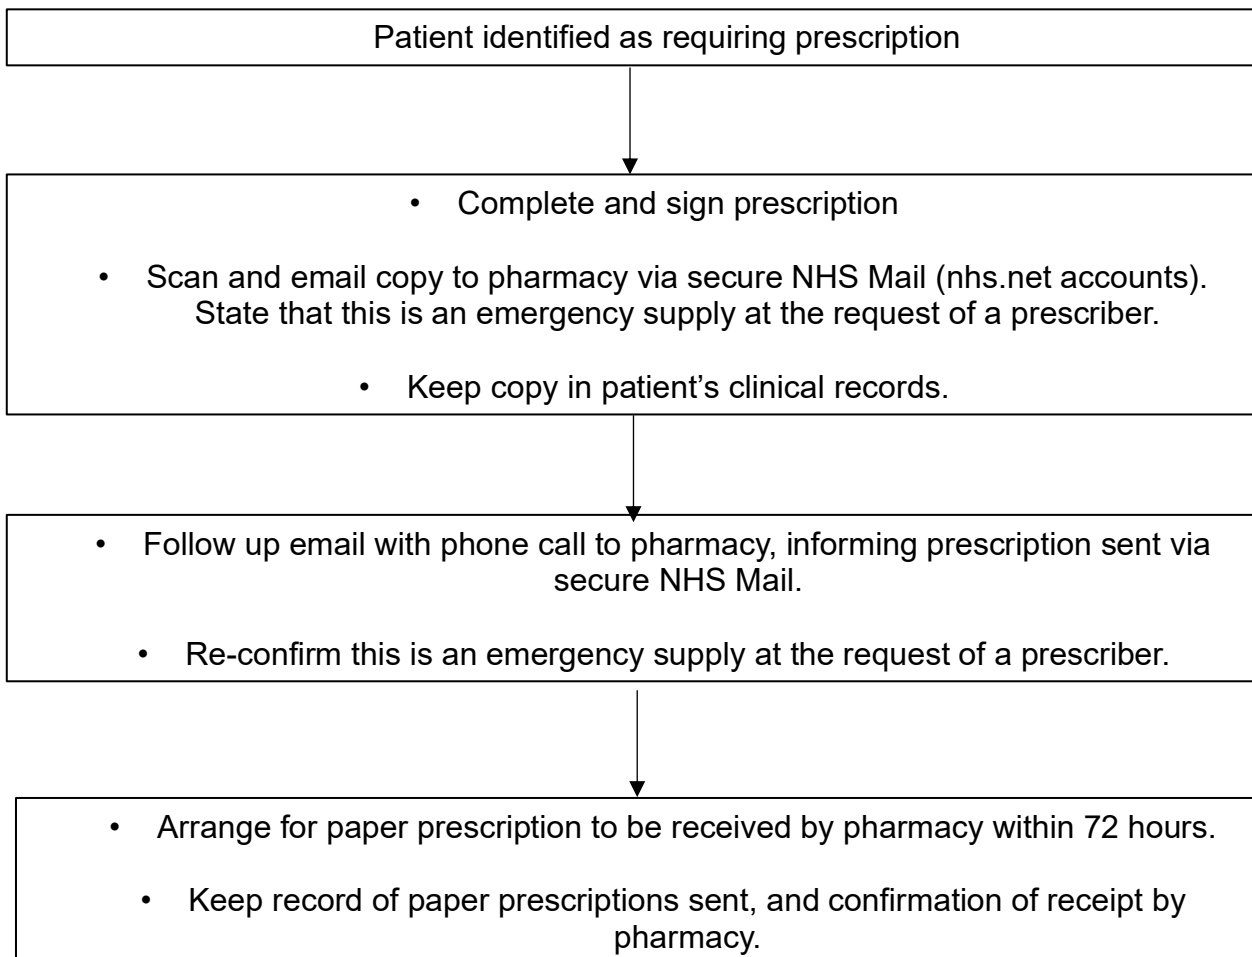 Patient identified as requiring prescription
• Complete and sign prescription
• Scan and email copy to pharmacy via secure NHS Mail (nhs.net accounts).
State that this is an emergency supply at the request of a prescriber.
• Keep copy in patient’s clinical records.
• Follow up email with phone call to pharmacy, informing prescription sent via
secure NHS Mail.
• Re-confirm this is an emergency supply at the request of a prescriber.
• Arrange for paper prescription to be received by pharmacy within 72 hours.
• Keep record of paper prescriptions sent, and confirmation of receipt by
pharmacy.